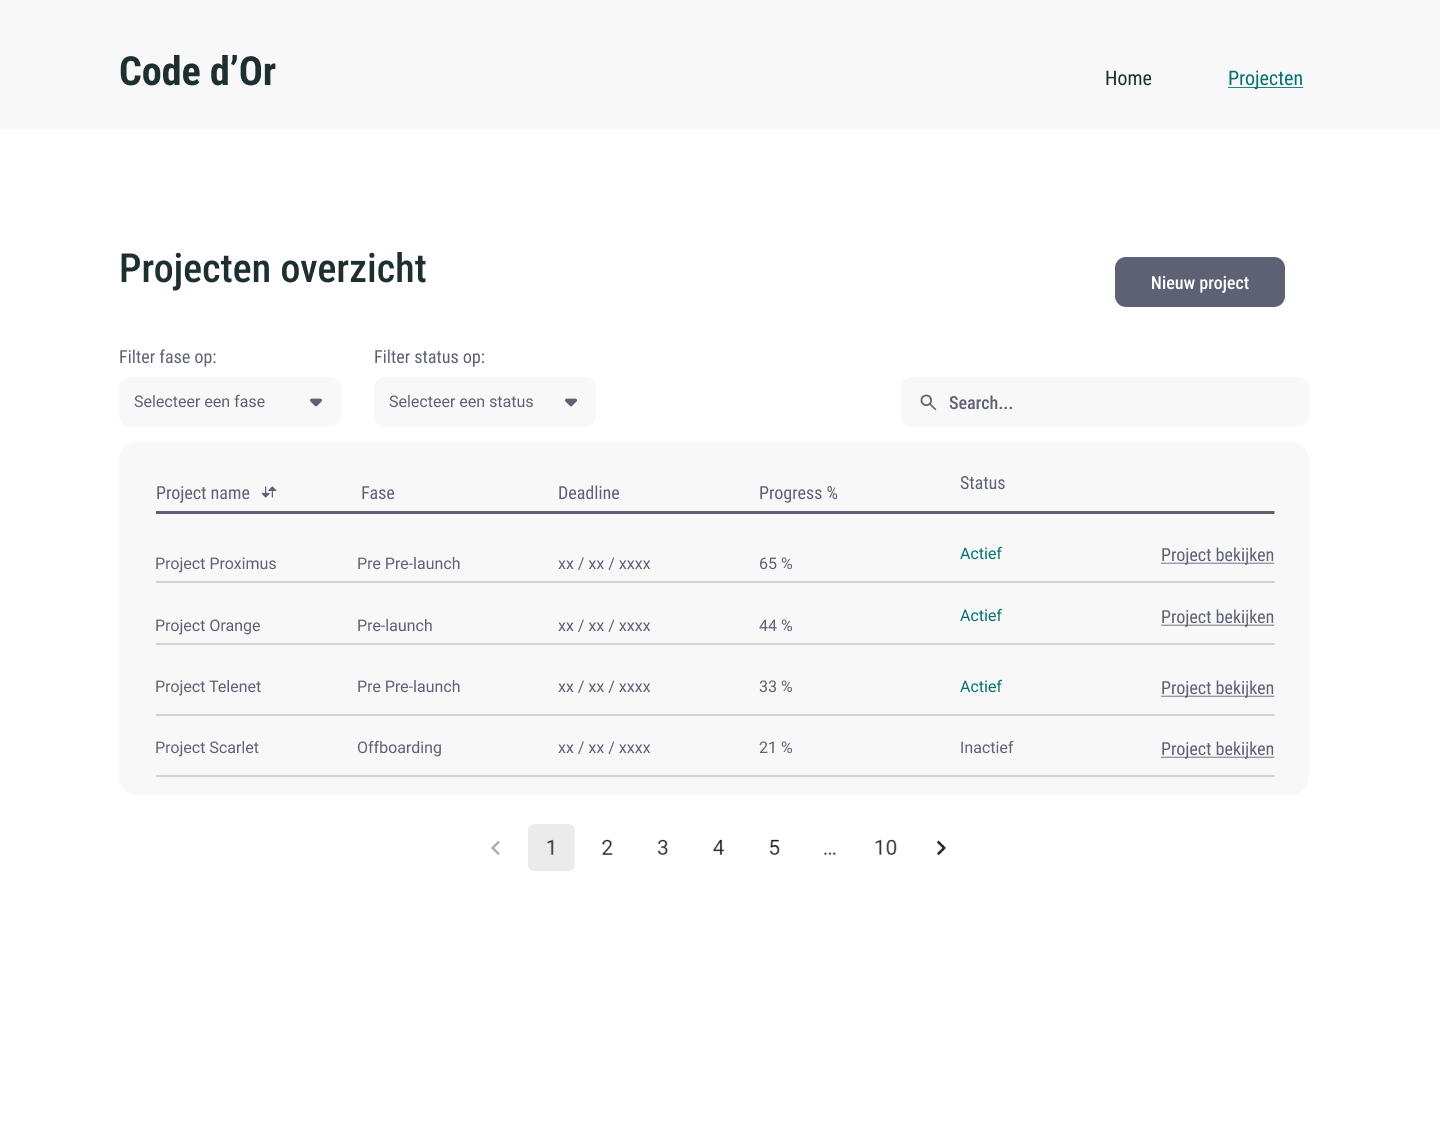 Code d’Or
Home Projecten
Projecten overzicht
Nieuw project
Filter fase op: Filter status op:
Selecteer een fase Selecteer een status Search...
Project name Fase Deadline Progress % Status
Project Proximus Pre Pre-launch xx / xx / xxxx 65 % Actief Project bekijken
Project Orange Pre-launch xx / xx / xxxx 44 % Actief Project bekijken
Project Telenet Pre Pre-launch xx / xx / xxxx 33 % Actief Project bekijken
Project Scarlet Offboarding xx / xx / xxxx 21 % Inactief Project bekijken
1 2 3 4 5 ... 10